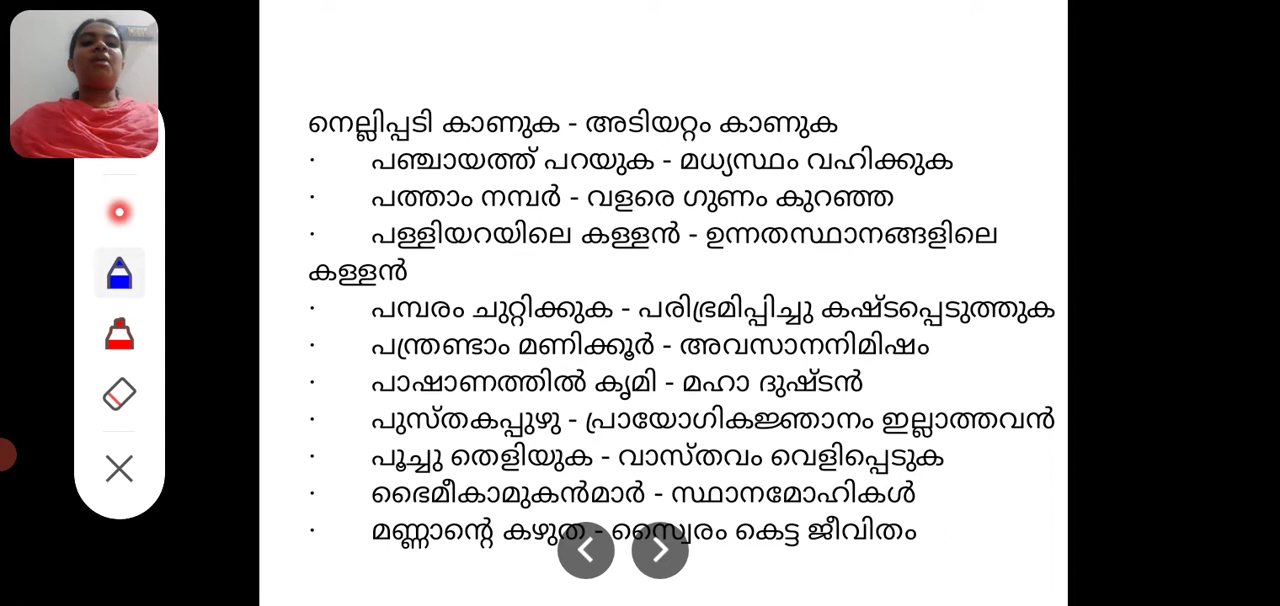 നെല്ലിപ്പടി കാണുക - അടിയറ്റം കാണുക
· പഞ്ചായത്ത് പറയുക - മധ്യസ്ഥം വഹിക്കുക
· പത്താം നമ്പർ - വളരെ ഗുണം കുറഞ്ഞ
· പള്ളിയറയിലെ കള്ളൻ - ഉന്നതസ്ഥാനങ്ങളിലെ
കള്ളൻ
· പമ്പരം ചുറ്റിക്കുക - പരിഭ്രമിപ്പിച്ചു കഷ്ടപ്പെടുത്തുക
· പന്ത്രണ്ടാം മണിക്കൂർ - അവസാനനിമിഷം
· പാഷാണത്തിൽ കൃമി - മഹാ ദുഷ്ടൻ
· പുസ്തകപ്പുഴു - പ്രായോഗികജ്ഞാനം ഇല്ലാത്തവൻ
· പൂച്ചു തെളിയുക - വാസ്തവം വെളിപ്പെടുക
· ഭൈമീകാമുകൻമാർ - സ്ഥാനമോഹികൾ
· മണ്ണാന്റെ കഴുത - സ്വൈരം കെട്ട ജീവിതം